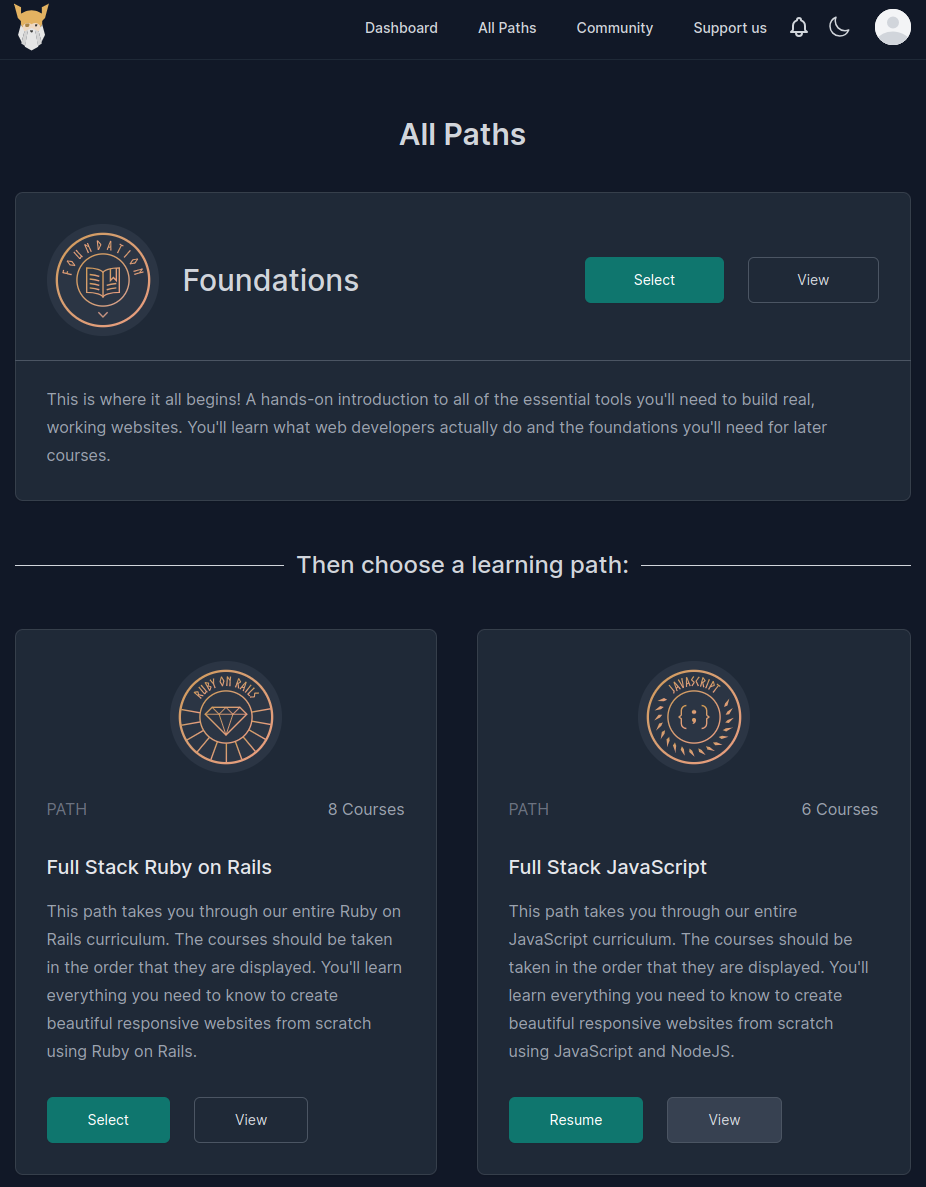 Dashboard All Paths Community Support us
All Paths
FOUNDATION
Foundations
Select View
This is where it all begins! A hands-on introduction to all of the essential tools you'll need to build real,
working websites. You'll learn what web developers actually do and the foundations you'll need for later
courses.
Then choose a learning path:
RUBY ON RAILS
PATH 8 Courses
Full Stack Ruby on Rails
This path takes you through our entire Ruby on
Rails curriculum. The courses should be taken
in the order that they are displayed. You'll learn
everything you need to know to create
beautiful responsive websites from scratch
using Ruby on Rails.
Select View
JAVASCRIPT
{;}
PATH 6 Courses
Full Stack JavaScript
This path takes you through our entire
JavaScript curriculum. The courses should be
taken in the order that they are displayed. You'll
learn everything you need to know to create
beautiful responsive websites from scratch
using JavaScript and NodeJS.
Resume View